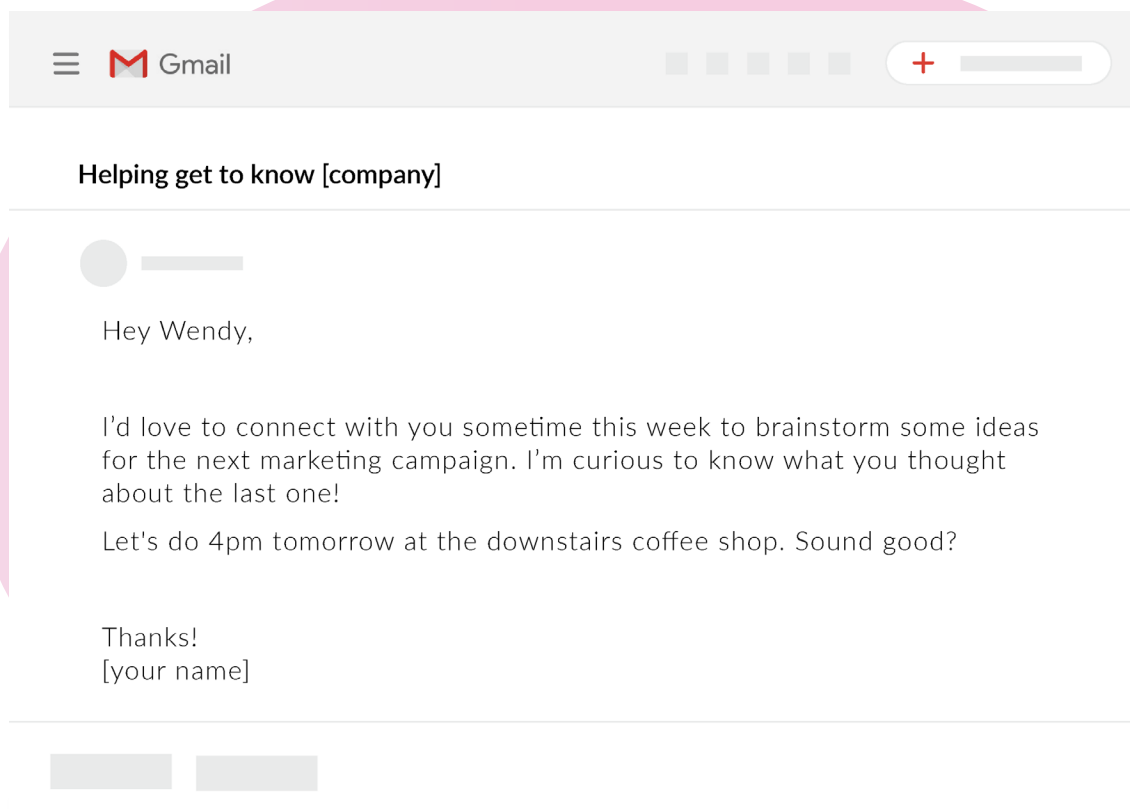 Gmail
Helping get to know [company]
Hey Wendy,
I’d love to connect with you sometime this week to brainstorm some ideas
for the next marketing campaign. I’m curious to know what you thought
about the last one!
Let's do 4pm tomorrow at the downstairs coffee shop. Sound good?
Thanks!
[your name]